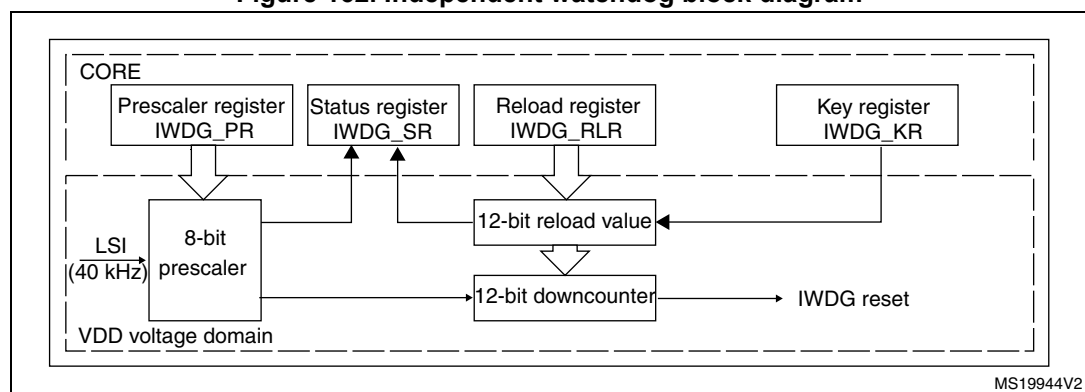 Figure 162. Independent watchdog block diagram
CORE
Prescaler register
IWDG_PR
Status register
IWDG_SR
Reload register
IWDG_RLR
Key register
IWDG_KR
LSI
(40 kHz)
8-bit
prescaler
12-bit reload value
12-bit downcounter
IWDG reset
VDD voltage domain
MS19944V2